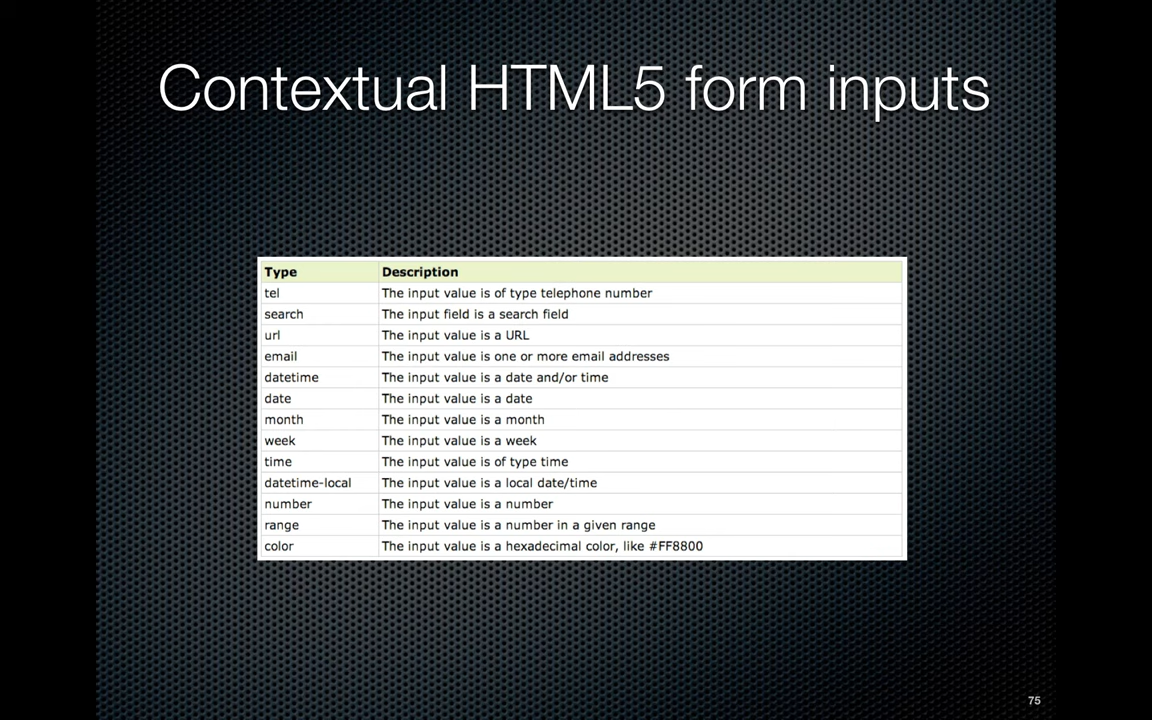 Contextual HTML5 form inputs
Type Description
tel The input value is of type telephone number
search The input field is a search field
url The input value is a URL
email The input value is one or more email addresses
datetime The input value is a date and/or time
date The input value is a date
month The input value is a month
week The input value is a week
time The input value is of type time
datetime-local The input value is a local date/time
number The input value is a number
range The input value is a number in a given range
color The input value is a hexadecimal color, like #FF8800
75